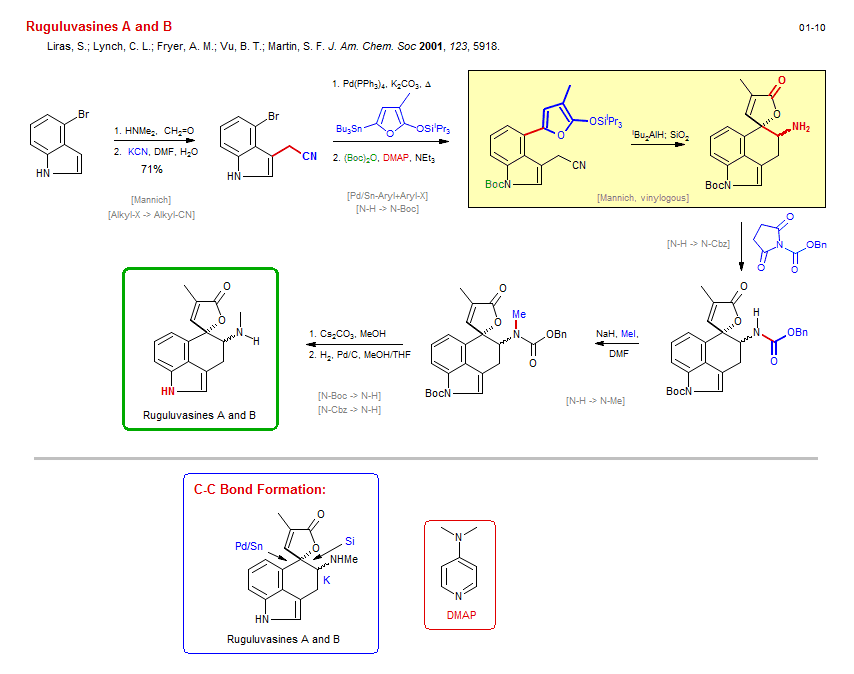 Ruguluvasines A and B
01-10
Liras, S.; Lynch, C. L.; Fryer, A. M.; Vu, B. T.; Martin, S. F. J. Am. Chem. Soc 2001, 123, 5918.
Br
HN
1. HNMe₂, CH₂=O
2. KCN, DMF, H₂O
71%
[Mannich]
[Alkyl-X -> Alkyl-CN]
Br
CN
HN
1. Pd(PPh₃)₄, K₂CO₃, Δ
Bu₃Sn
O
OSiⁱPr₃
2. (Boc)₂O, DMAP, NEt₃
[Pd/Sn-Aryl+Aryl-X]
[N-H -> N-Boc]
O
OSiⁱPr₃
CN
BocN
ⁱBu₂AlH; SiO₂
[Mannich, vinylogous]
O
O
NH₂
BocN
[N-H -> N-Cbz]
O
N
O
OBn
O
O
O
H
N
OBn
O
BocN
NaH, MeI,
DMF
[N-H -> N-Me]
O
O
Me
N
OBn
O
BocN
1. Cs₂CO₃, MeOH
2. H₂, Pd/C, MeOH/THF
[N-Boc -> N-H]
[N-Cbz -> N-H]
O
O
N
H
HN
Ruguluvasines A and B
C-C Bond Formation:
O
O
Pd/Sn
Si
NHMe
K
HN
Ruguluvasines A and B
N
N
DMAP